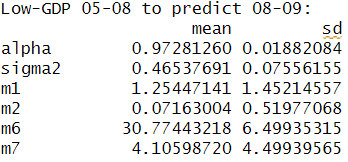 Low-GDP 05-08 to predict 08-09:
mean sd
alpha 0.97281260 0.01882084
sigma2 0.46537691 0.07556155
m1 1.25447141 1.45214557
m2 0.07163004 0.51977068
m6 30.77443218 6.49935315
m7 4.10598720 4.49939565